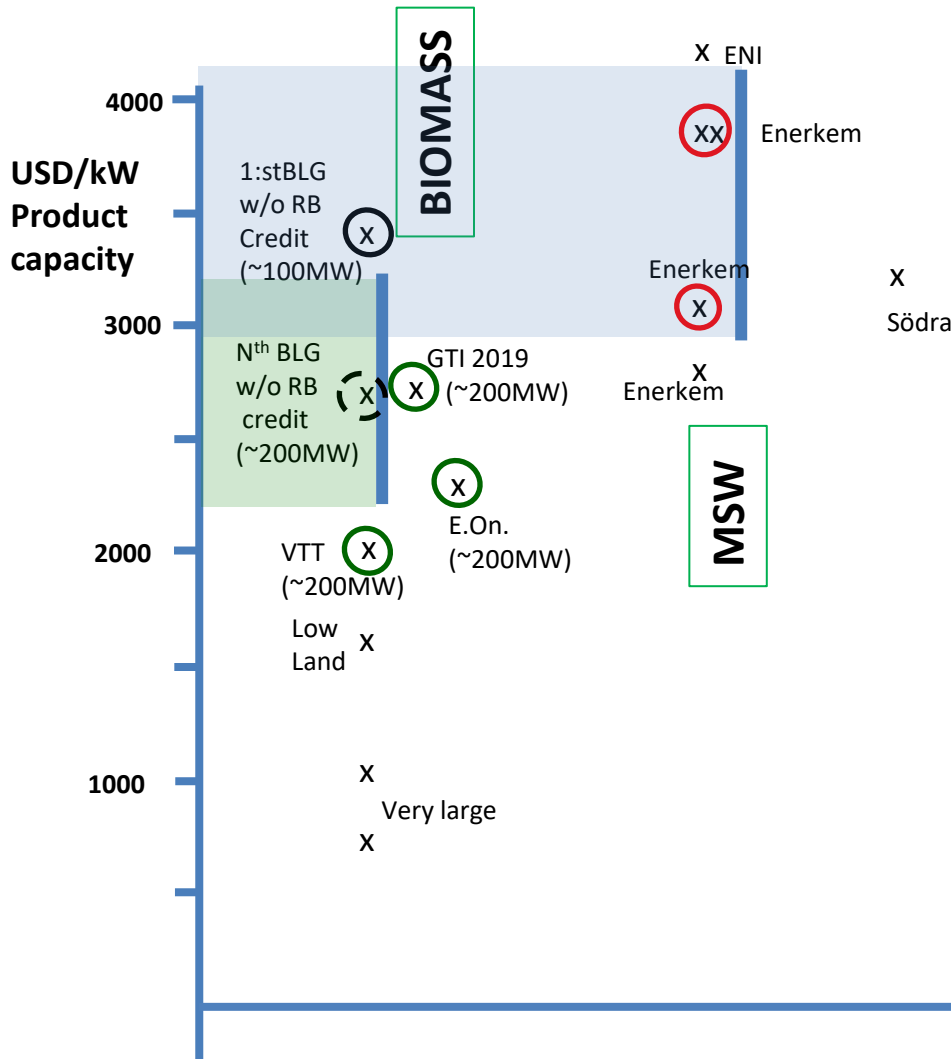 BIOMASS
x ENI
4000
xx Enerkem
USD/kW
Product
capacity
1:stBLG
w/o RB
Credit
(~100MW)
x
Enerkem
x
x
Södra
3000
Nth BLG
w/o RB
credit
(~200MW)
x
GTI 2019
(~200MW)
x
x
Enerkem
MSW
x
E.On.
(~200MW)
2000
VTT
(~200MW)
x
Low
Land
x
1000
x
Very large
x